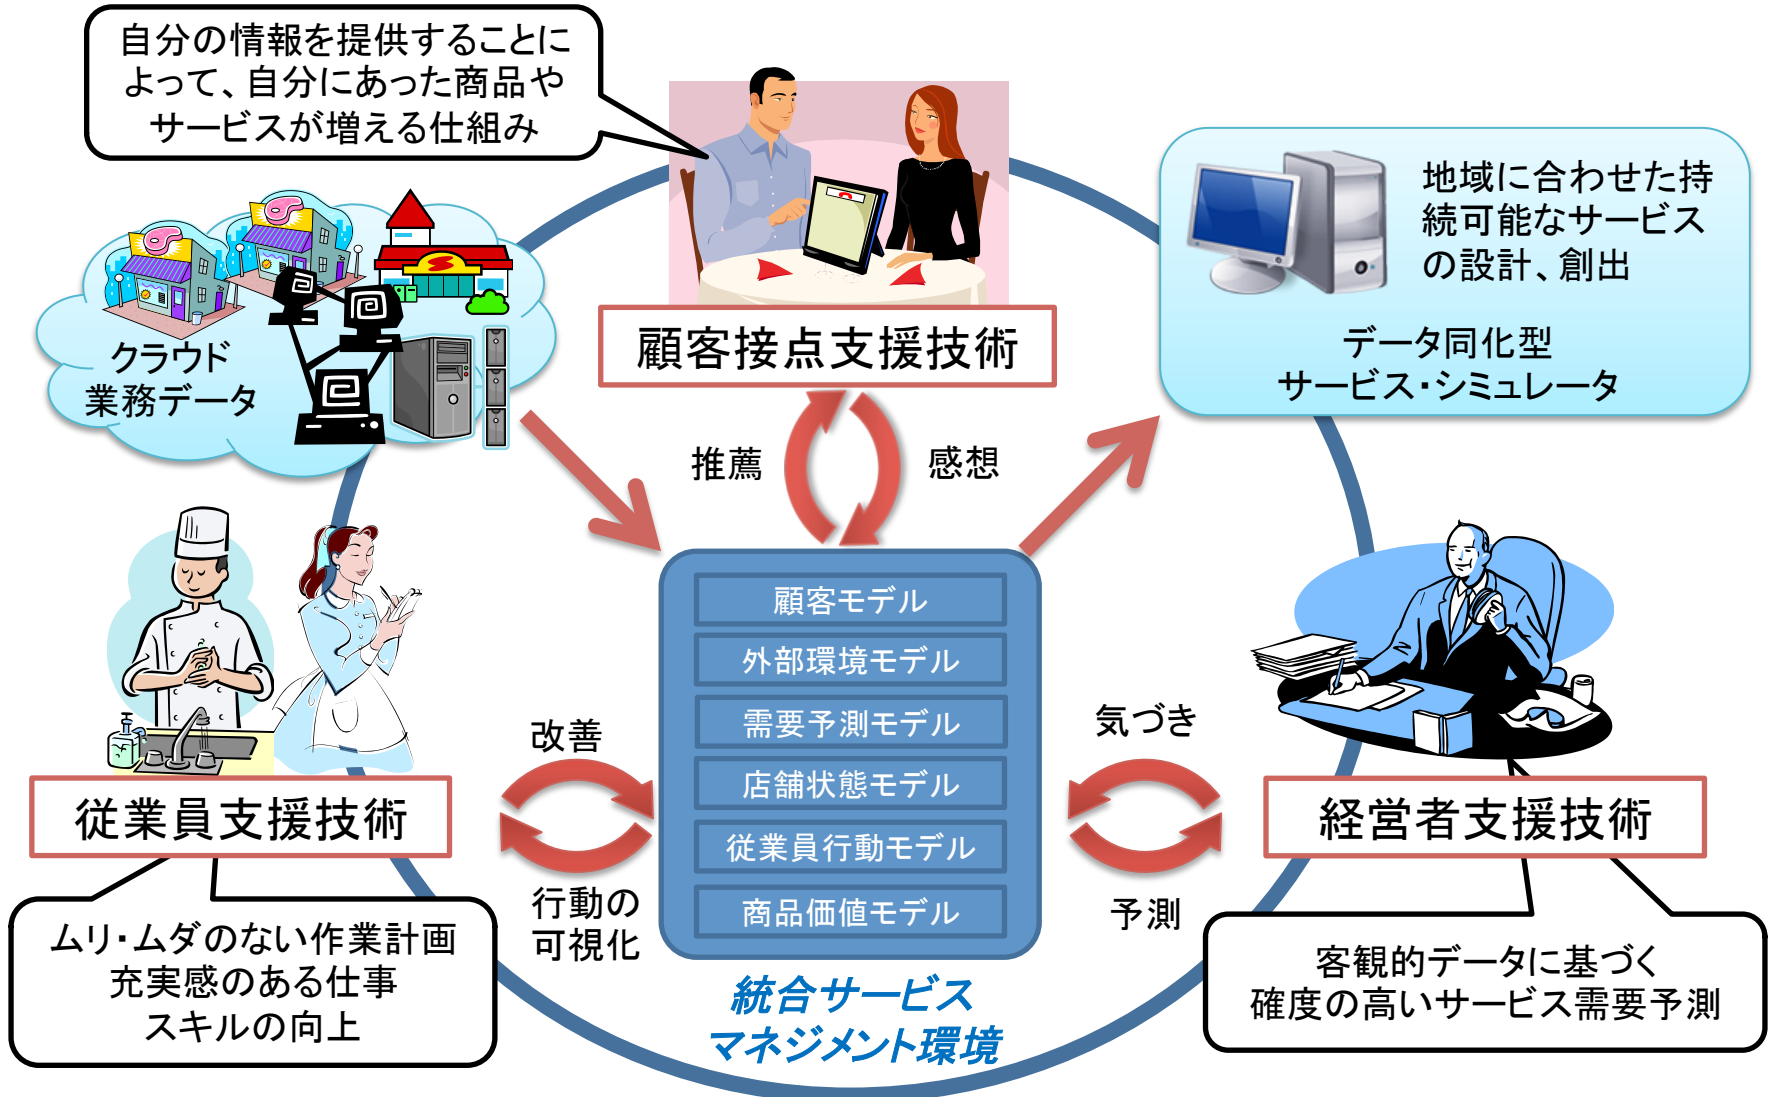 自分の情報を提供することに
よって、自分にあった商品や
サービスが増える仕組み
地域に合わせた持
続可能なサービス
の設計、創出
データ同化型
サービス・シミュレータ
クラウド
業務データ
顧客接点支援技術
推薦
感想
顧客モデル
外部環境モデル
需要予測モデル
店舗状態モデル
従業員行動モデル
商品価値モデル
統合サービス
マネジメント環境
改善
行動の
可視化
気づき
予測
従業員支援技術
ムリ・ムダのない作業計画
充実感のある仕事
スキルの向上
経営者支援技術
客観的データに基づく
確度の高いサービス需要予測